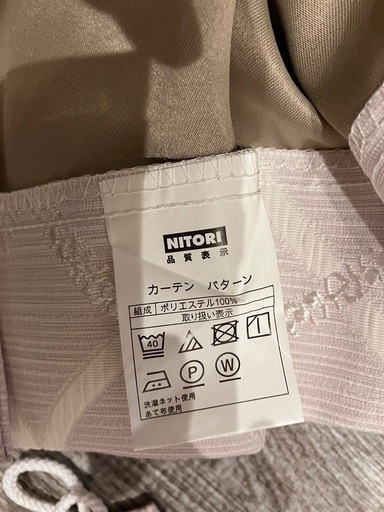 NITORI
品質表示
カーテン パターン
組成 ポリエステル100%
取り扱い表示
40
P W
洗濯ネット使用
あて布使用